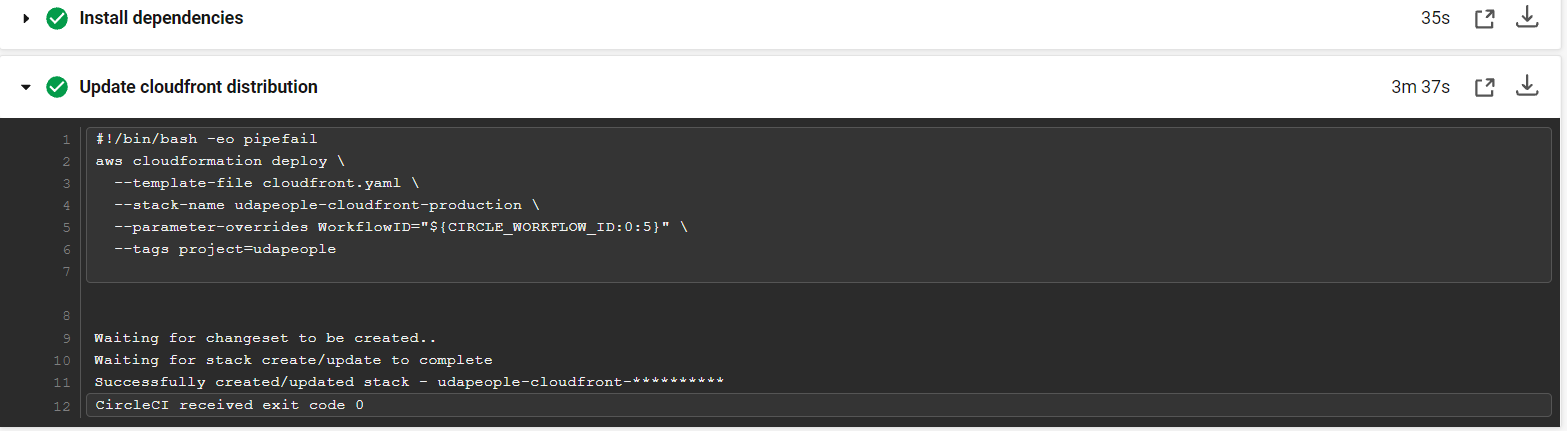 Install dependencies 35s
Update cloudfront distribution 3m 37s
1 #!/bin/bash -eo pipefail
2 aws cloudformation deploy \
3 --template-file cloudfront.yaml \
4 --stack-name udapeople-cloudfront-production \
5 --parameter-overrides WorkflowID="${CIRCLE_WORKFLOW_ID:0:5}" \
6 --tags project=udapeople
7
8
9 Waiting for changeset to be created..
10 Waiting for stack create/update to complete
11 Successfully created/updated stack - udapeople-cloudfront-**********
12 CircleCI received exit code 0